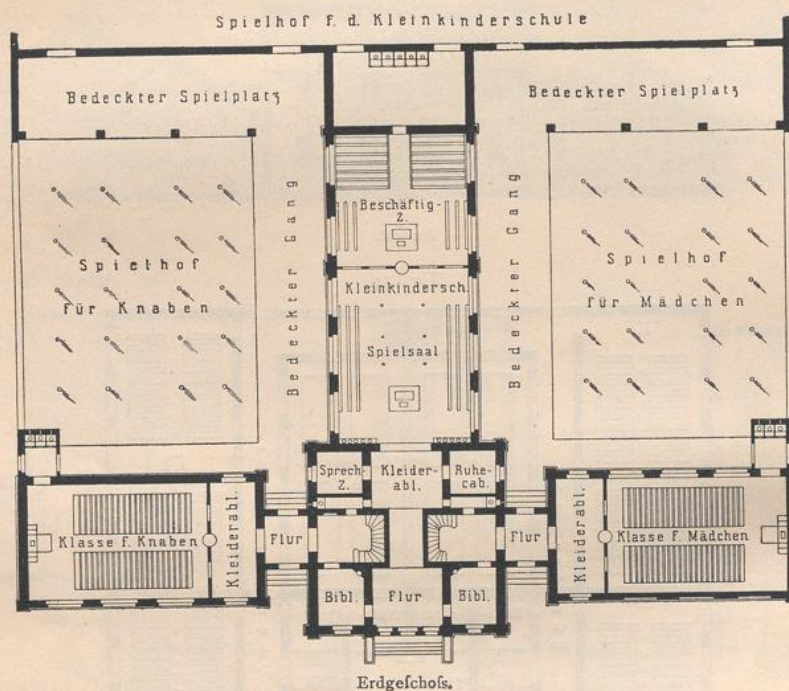 Spielhof f. d. Kleinkinderschule
Bedeckter Spielplatz
Bedeckter Spielplatz
Beschäftig-
Z.
Bedeckter Gang
Bedeckter Gang
Spielhof
für Knaben
Spielhof
für Mädchen
Kleinkindersch.
Spielsaal
Sprech-
Z.
Kleider-
abl.
Ruhe-
cab.
Klasse f. Knaben
Kleiderabl.
Flur
Flur
Kleiderabl.
Klasse f. Mädchen
Bibl.
Flur
Bibl.
Erdgeſchoſs.